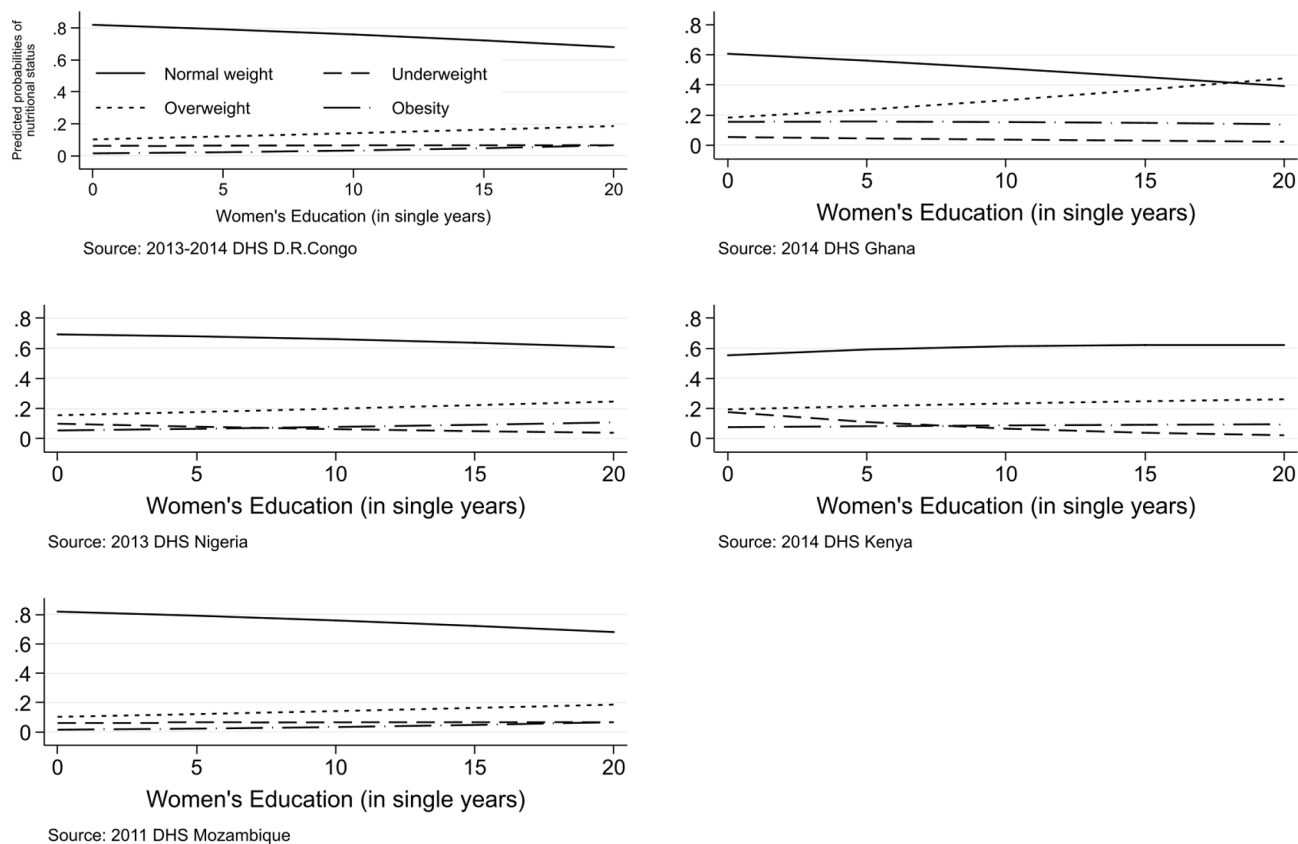 Predicted probabilities of
nutritional status
.8
.6
.4
.2
0
Normal weight
Underweight
Overweight
Obesity
0 5 10 15 20
Women's Education (in single years)
Source: 2013-2014 DHS D.R.Congo
.8
.6
.4
.2
0
0 5 10 15 20
Women's Education (in single years)
Source: 2014 DHS Ghana
.8
.6
.4
.2
0
0 5 10 15 20
Women's Education (in single years)
Source: 2013 DHS Nigeria
.8
.6
.4
.2
0
0 5 10 15 20
Women's Education (in single years)
Source: 2014 DHS Kenya
.8
.6
.4
.2
0
0 5 10 15 20
Women's Education (in single years)
Source: 2011 DHS Mozambique